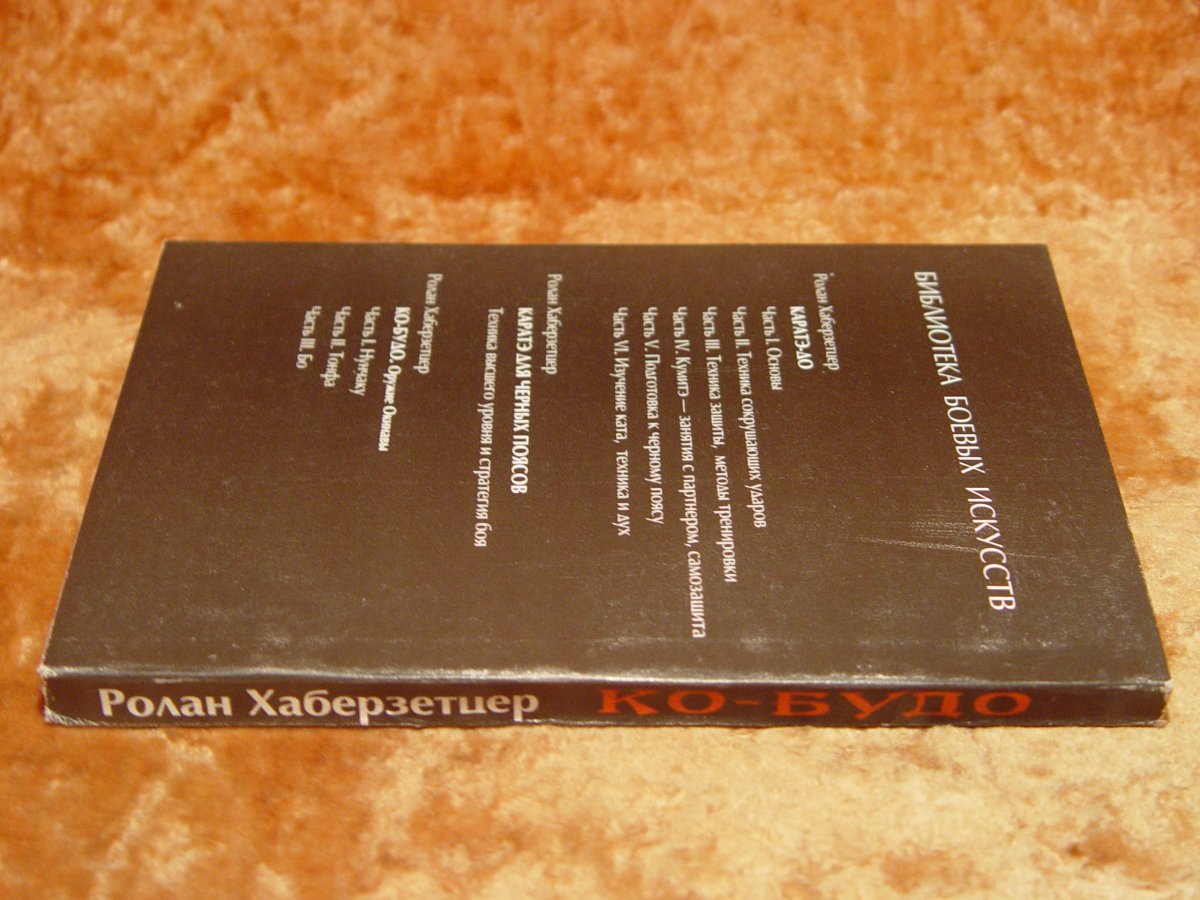 БИБЛИОТЕКА БОЕВЫХ ИСКУССТВ
Ролан Хаберзетцер
КАРАТЭ-ДО
Часть I. Основы
Часть II. Техника сокрушающих ударов
Часть III. Техника защиты, методы тренировки
Часть IV. Кумитэ — занятия с партнером, самозащита
Часть V. Подготовка к черному поясу
Часть VI. Изучение ката, техника и дух
Ролан Хаберзетцер
КАРАТЭ ДЛЯ ЧЕРНЫХ ПОЯСОВ
Техника высшего уровня и стратегия боя
Ролан Хаберзетцер
КО-БУДО. Оружие Окинавы
Часть I. Нунчаку
Часть II. Тонфа
Часть III. Бо
Ролан Хаберзетцер КО-БУДО